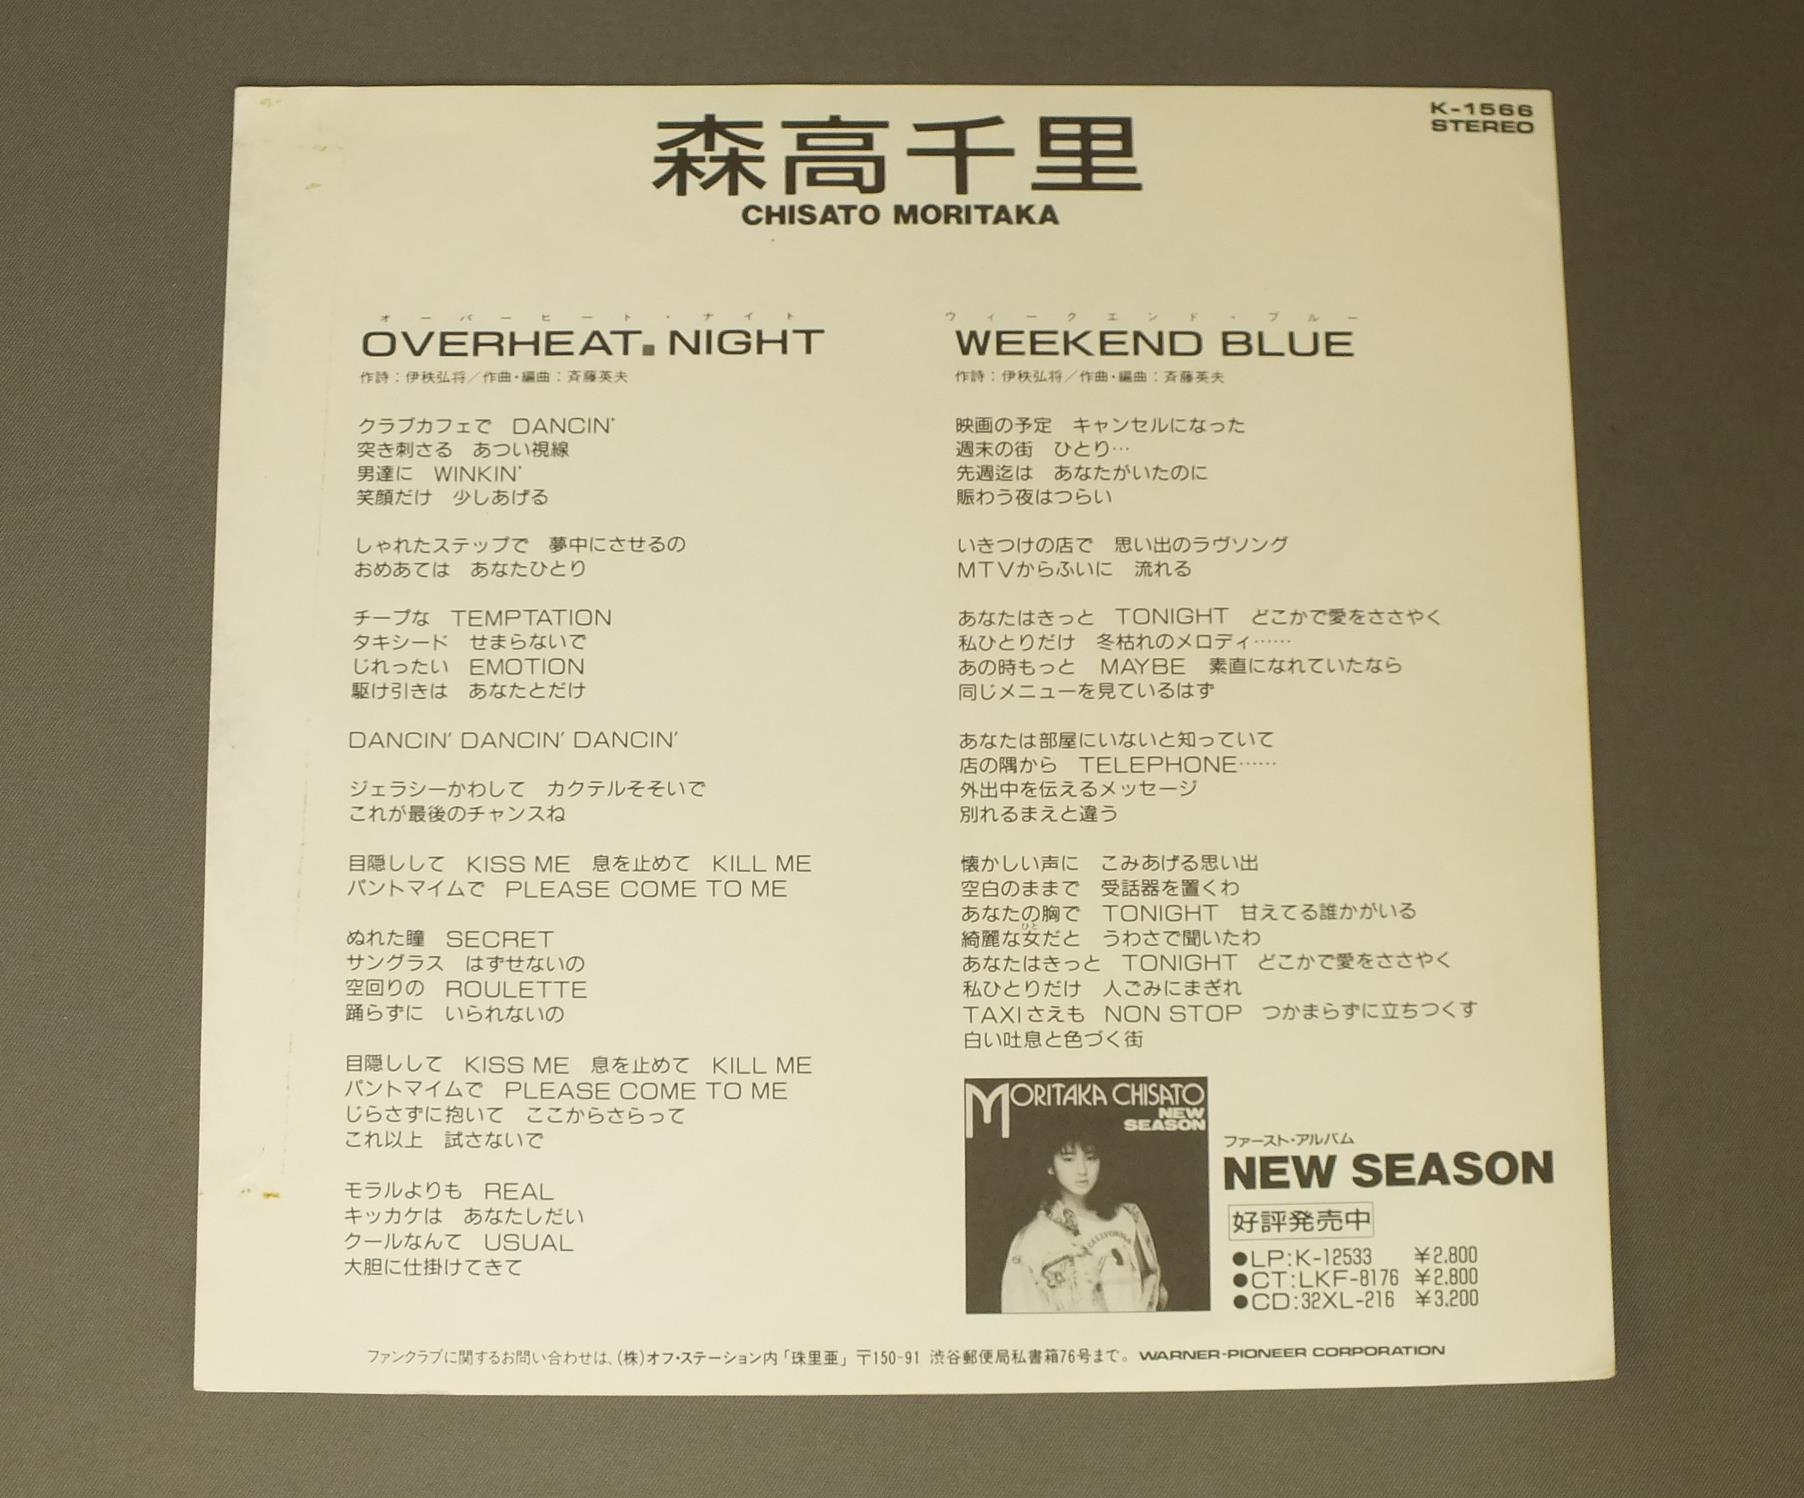 K-1566
STEREO
森高千里
CHISATO MORITAKA
オーバーヒート・ナイト
OVERHEAT. NIGHT
作詩：伊秩弘将／作曲・編曲：斉藤英夫
クラブカフェで　DANCIN'
突き刺さる　あつい視線
男達に　WINKIN'
笑顔だけ　少しあげる
しゃれたステップで　夢中にさせるの
おめあては　あなたひとり
チープな　TEMPTATION
タキシード　せまらないで
じれったい　EMOTION
駆け引きは　あなたとだけ
DANCIN' DANCIN' DANCIN'
ジェラシーかわして　カクテルそそいで
これが最後のチャンスね
目隠しして　KISS ME　息を止めて　KILL ME
パントマイムで　PLEASE COME TO ME
ぬれた瞳　SECRET
サングラス　はずせないの
空回りの　ROULETTE
踊らずに　いられないの
目隠しして　KISS ME　息を止めて　KILL ME
パントマイムで　PLEASE COME TO ME
じらさずに抱いて　ここからさらって
これ以上　試さないで
モラルよりも　REAL
キッカケは　あなたしだい
クールなんて　USUAL
大胆に仕掛けてきて
ウィークエンド・ブルー
WEEKEND BLUE
作詩：伊秩弘将／作曲・編曲：斉藤英夫
映画の予定　キャンセルになった
週末の街　ひとり…
先週迄は　あなたがいたのに
賑わう夜はつらい
いきつけの店で　思い出のラヴソング
MTVからふいに　流れる
あなたはきっと　TONIGHT　どこかで愛をささやく
私ひとりだけ　冬枯れのメロディ……
あの時もっと　MAYBE　素直になれていたなら
同じメニューを見ているはず
あなたは部屋にいないと知っていて
店の隅から　TELEPHONE……
外出中を伝えるメッセージ
別れるまえと違う
懐かしい声に　こみあげる思い出
空白のままで　受話器を置くわ
あなたの胸で　TONIGHT　甘えてる誰かがいる
ひと
綺麗な女だと　うわさで聞いたわ
あなたはきっと　TONIGHT　どこかで愛をささやく
私ひとりだけ　人ごみにまぎれ
TAXIさえも　NON STOP　つかまらずに立ちつくす
白い吐息と色づく街
MORITAKA CHISATO
NEW
SEASON
CALIFORNIA
ファースト・アルバム
NEW SEASON
好評発売中
●LP:K-12533　¥2,800
●CT:LKF-8176　¥2,800
●CD:32XL-216　¥3,200
ファンクラブに関するお問い合わせは、(株)オフ・ステーション内「珠里亜」〒150-91 渋谷郵便局私書箱76号まで。 WARNER-PIONEER CORPORATION